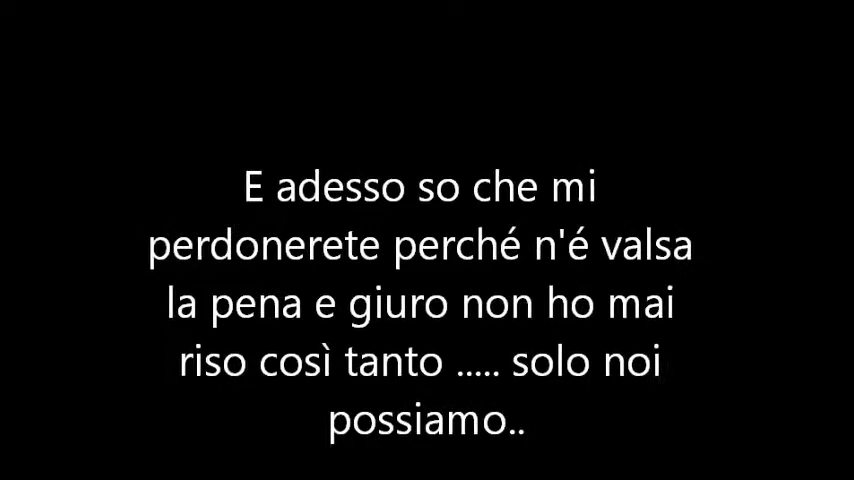 E adesso so che mi
perdonerete perché n'é valsa
la pena e giuro non ho mai
riso così tanto ..... solo noi
possiamo..